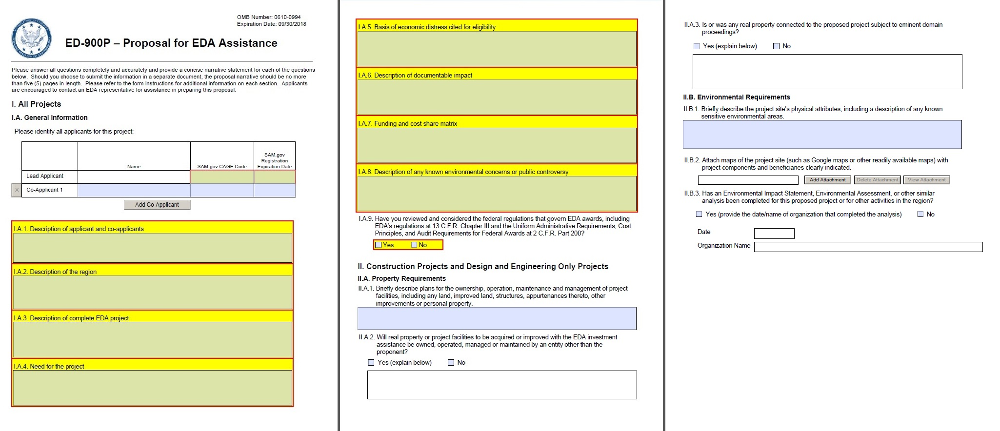 OMB Number: 0610-0994
Expiration Date: 09/30/2018
ED-900P – Proposal for EDA Assistance
Please answer all questions completely and accurately and provide a concise narrative statement for each of the questions
below. Should you choose to submit the information in a separate document, the proposal narrative should be no more
than five (5) pages in length. Please refer to the form instructions for additional information on each section. Applicants
are encouraged to contact an EDA representative for assistance in preparing this proposal.
I. All Projects
I.A. General Information
Please identify all applicants for this project:
SAM.gov
Registration
Name SAM.gov CAGE Code Expiration Date
Lead Applicant
X Co-Applicant 1
Add Co-Applicant
I.A.1. Description of applicant and co-applicants
I.A.2. Description of the region
I.A.3. Description of complete EDA project
I.A.4. Need for the project
I.A.5. Basis of economic distress cited for eligibility
I.A.6. Description of documentable impact
I.A.7. Funding and cost share matrix
I.A.8. Description of any known environmental concerns or public controversy
I.A.9. Have you reviewed and considered the federal regulations that govern EDA awards, including
EDA's regulations at 13 C.F.R. Chapter III and the Uniform Administrative Requirements, Cost
Principles, and Audit Requirements for Federal Awards at 2 C.F.R. Part 200?
Yes No
II. Construction Projects and Design and Engineering Only Projects
II.A. Property Requirements
II.A.1. Briefly describe plans for the ownership, operation, maintenance and management of project
facilities, including any land, improved land, structures, appurtenances thereto, other
improvements or personal property.
II.A.2. Will real property or project facilities to be acquired or improved with the EDA investment
assistance be owned, operated, managed or maintained by an entity other than the
proponent?
Yes (explain below) No
II.A.3. Is or was any real property connected to the proposed project subject to eminent domain
proceedings?
Yes (explain below) No
II.B. Environmental Requirements
II.B.1. Briefly describe the project site's physical attributes, including a description of any known
sensitive environmental areas.
II.B.2. Attach maps of the project site (such as Google maps or other readily available maps) with
project components and beneficiaries clearly indicated.
Add Attachment Delete Attachment View Attachment
II.B.3. Has an Environmental Impact Statement, Environmental Assessment, or other similar
analysis been completed for this proposed project or for other activities in the region?
Yes (provide the date/name of organization that completed the analysis) No
Date
Organization Name